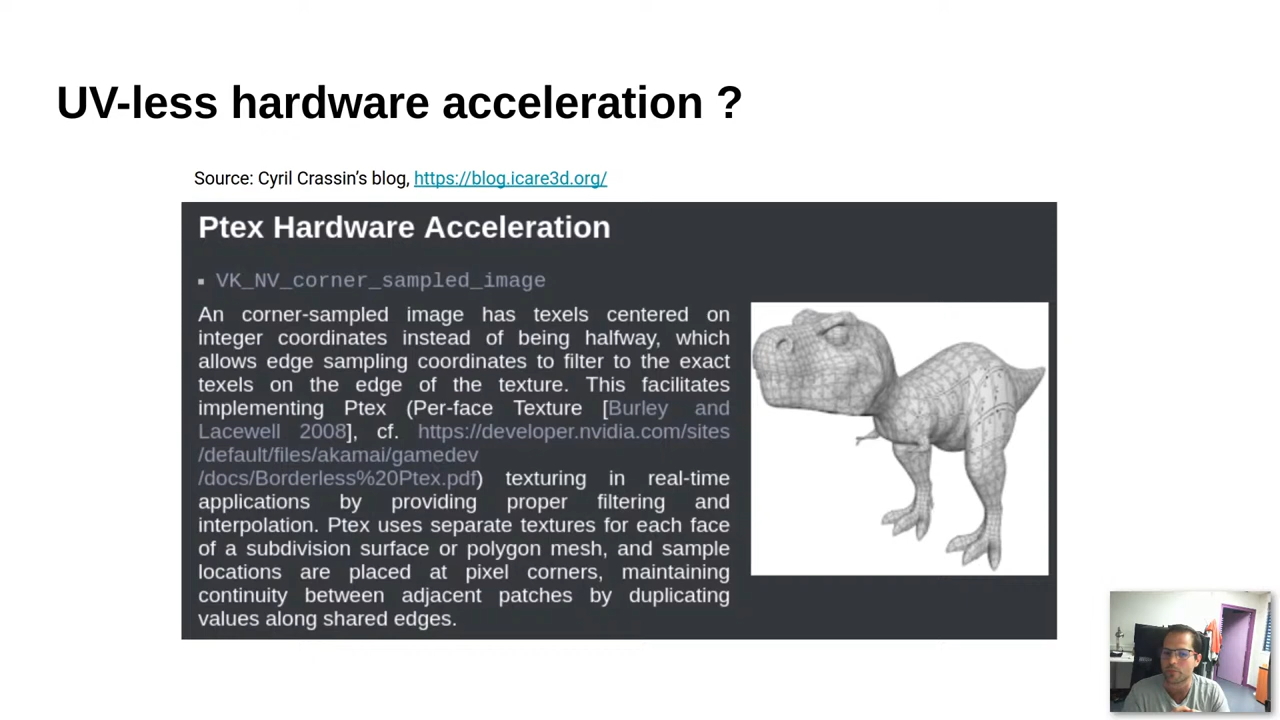 UV-less hardware acceleration ?
Source: Cyril Crassin’s blog, https://blog.icare3d.org/
Ptex Hardware Acceleration
▪ VK_NV_corner_sampled_image
An corner-sampled image has texels centered on
integer coordinates instead of being halfway, which
allows edge sampling coordinates to filter to the exact
texels on the edge of the texture. This facilitates
implementing Ptex (Per-face Texture [Burley and
Lacewell 2008], cf. https://developer.nvidia.com/sites
/default/files/akamai/gamedev
/docs/Borderless%20Ptex.pdf) texturing in real-time
applications by providing proper filtering and
interpolation. Ptex uses separate textures for each face
of a subdivision surface or polygon mesh, and sample
locations are placed at pixel corners, maintaining
continuity between adjacent patches by duplicating
values along shared edges.